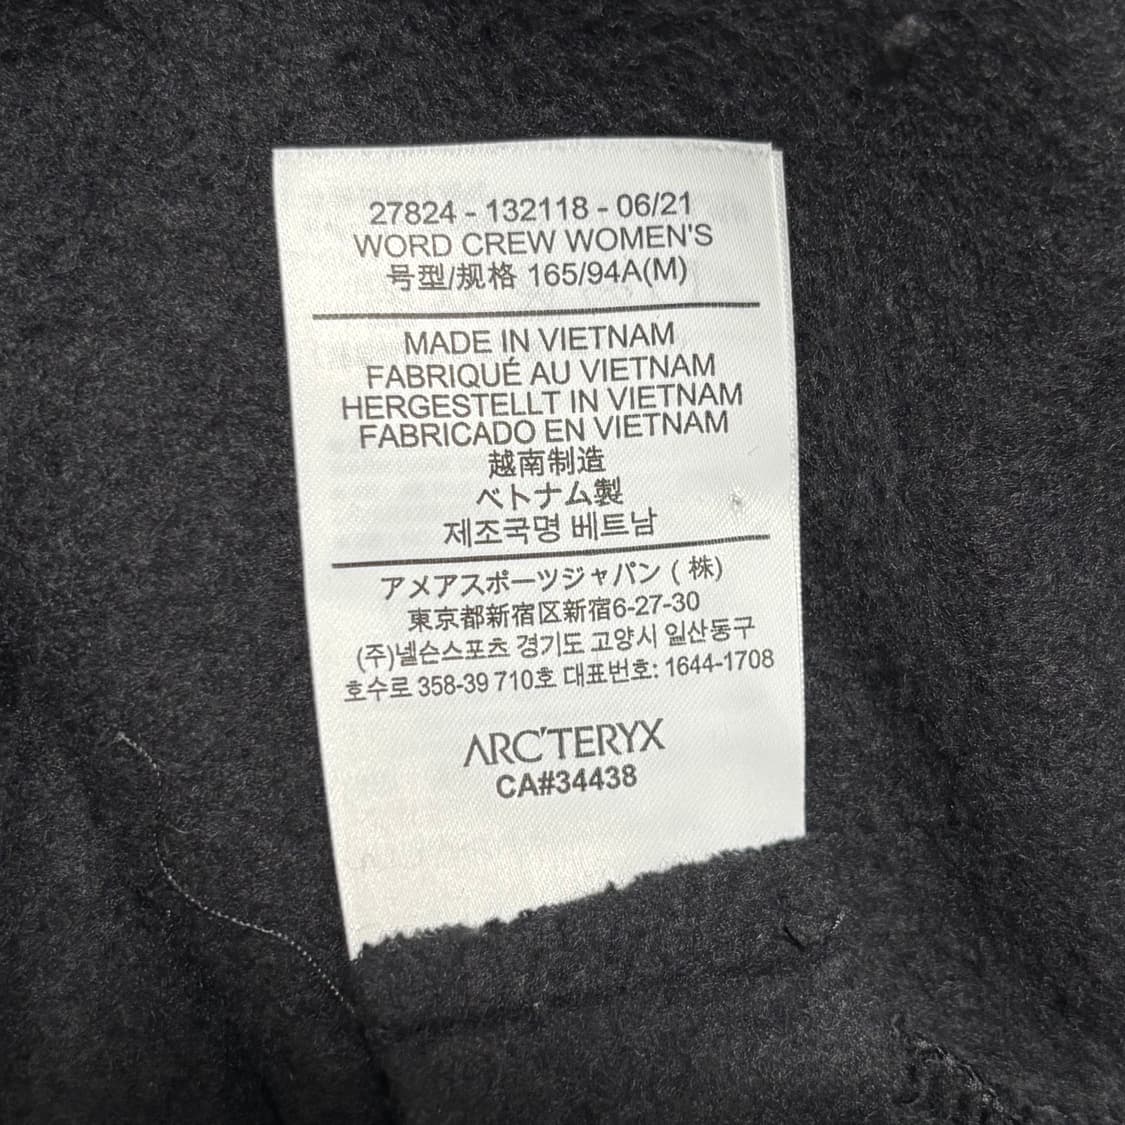 27824 - 132118 - 06/21
WORD CREW WOMEN'S
号型/规格 165/94A(M)
MADE IN VIETNAM
FABRIQUÉ AU VIETNAM
HERGESTELLT IN VIETNAM
FABRICADO EN VIETNAM
越南制造
ベトナム製
제조국명 베트남
アメアスポーツジャパン ( 株)
東京都新宿区新宿6-27-30
(주)넬슨스포츠 경기도 고양시 일산동구
호수로 358-39 710호 대표번호: 1644-1708
ARC'TERYX
CA#34438